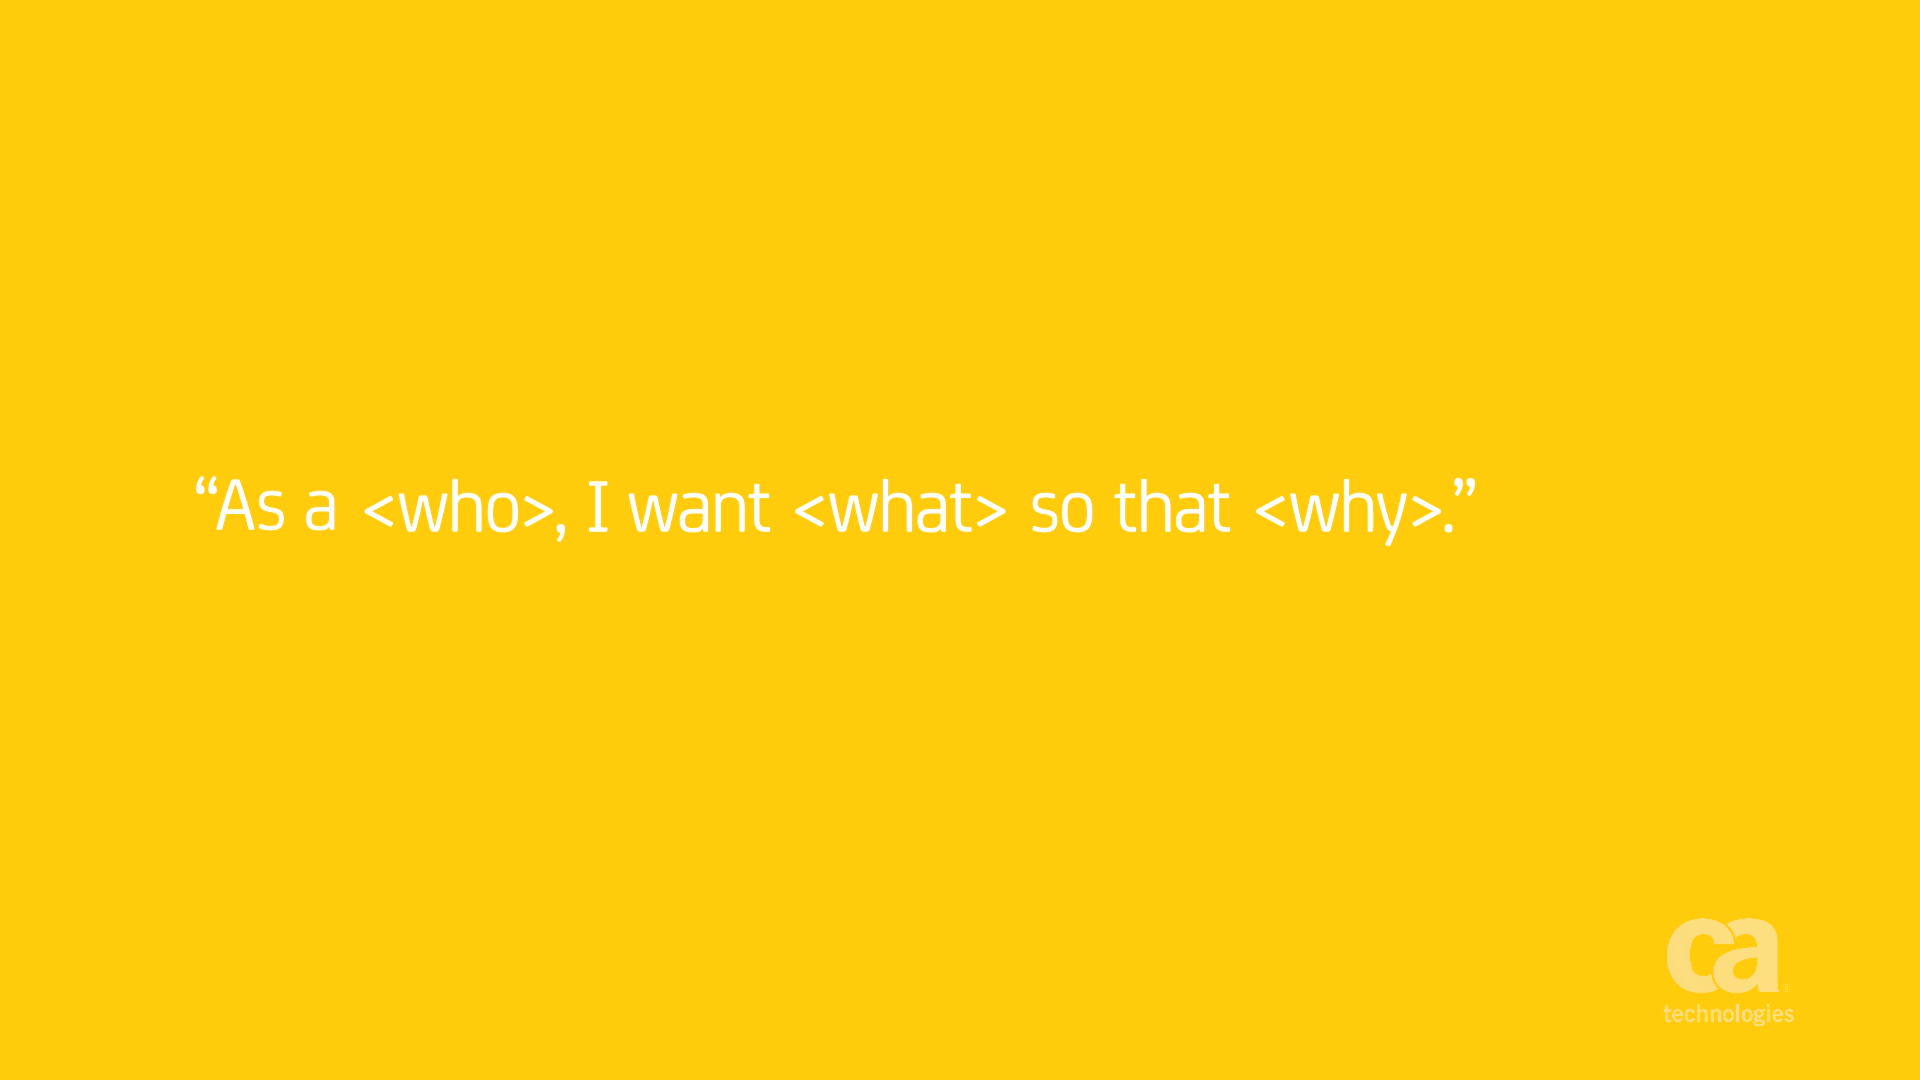 “As a <who>, I want <what> so that <why>.”
ca
technologies